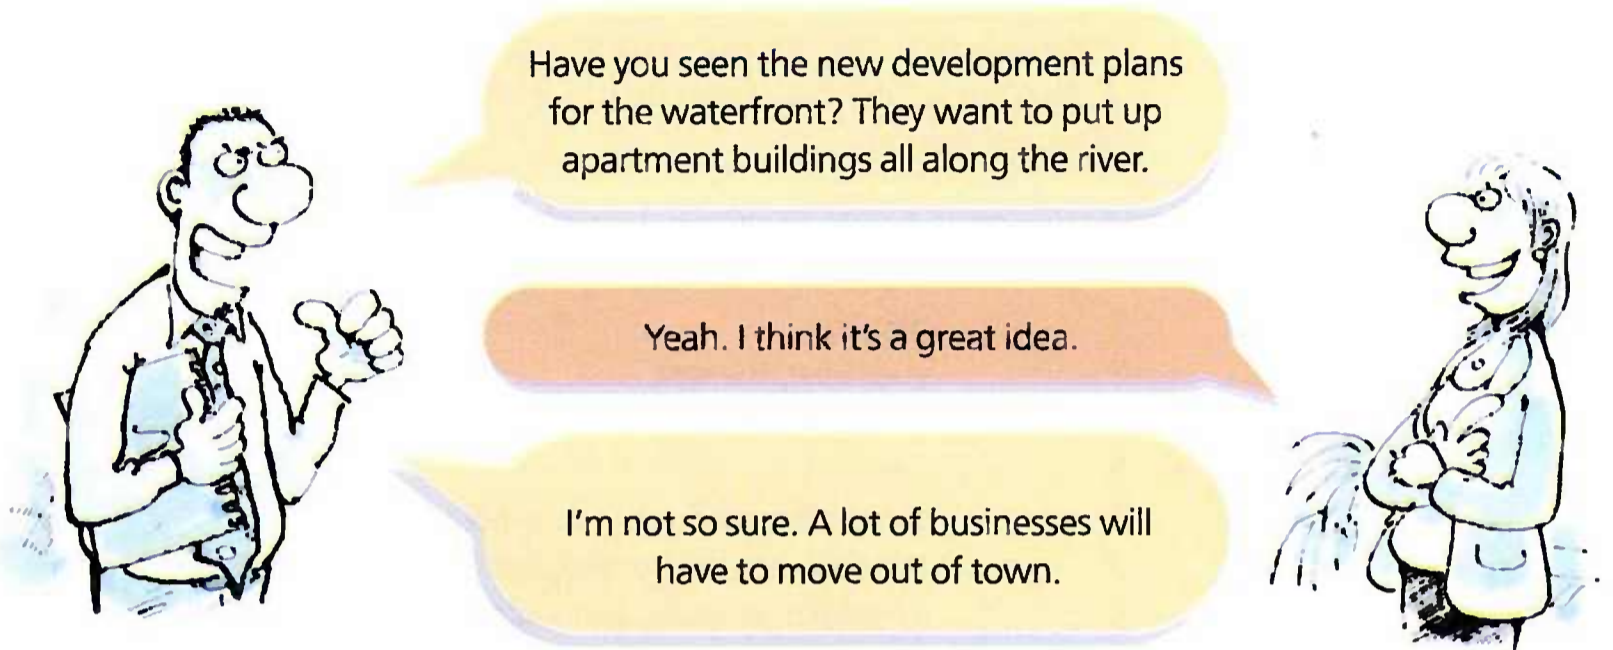 Have you seen the new development plans
for the waterfront? They want to put up
apartment buildings all along the river.
Yeah. I think it's a great idea.
I'm not so sure. A lot of businesses will
have to move out of town.